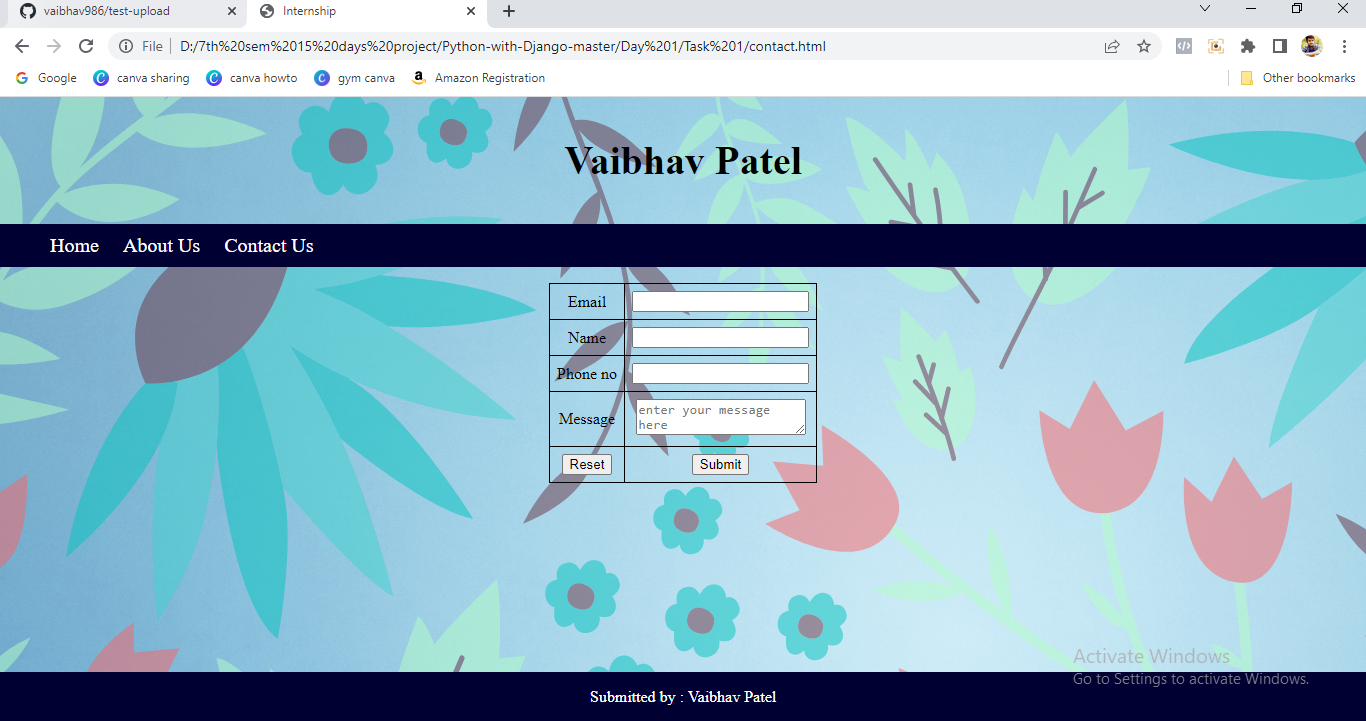 vaibhav986/test-upload Internship
File D:/7th%20sem%2015%20days%20project/Python-with-Django-master/Day%201/Task%201/contact.html
Google canva sharing canva howto gym canva Amazon Registration Other bookmarks
Vaibhav Patel
Home About Us Contact Us
Email
Name
Phone no
Message enter your message
here
Reset Submit
Activate Windows
Go to Settings to activate Windows.
Submitted by : Vaibhav Patel